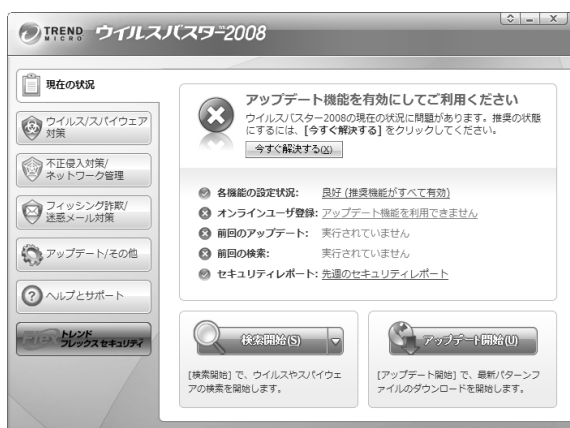 TREND MICRO ウイルスバスター™2008
現在の状況
ウイルス/スパイウェア
対策
不正侵入対策/
ネットワーク管理
フィッシング詐欺/
迷惑メール対策
アップデート/その他
ヘルプとサポート
Flex トレンド
フレックス セキュリティ
アップデート機能を有効にしてご利用ください
ウイルスバスター2008の現在の状況に問題があります。推奨の状態
にするには、[今すぐ解決する] をクリックしてください。
今すぐ解決する(X)
各機能の設定状況: 良好 (推奨機能がすべて有効)
オンラインユーザ登録: アップデート機能を利用できません
前回のアップデート: 実行されていません
前回の検索: 実行されていません
セキュリティレポート: 先週のセキュリティレポート
検索開始(S)
[検索開始] で、ウイルスやスパイウェ
アの検索を開始します。
アップデート開始(U)
[アップデート開始] で、最新パターンフ
ァイルのダウンロードを開始します。